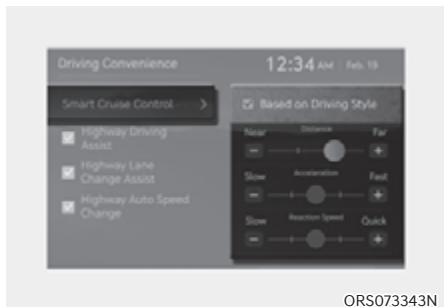 Driving Convenience
12:34 AM Feb. 19
Smart Cruise Control >
Based on Driving Style
Highway Driving
Assist
Highway Lane
Change Assist
Highway Auto Speed
Change
Near Distance Far
Slow Acceleration Fast
Slow Reaction Speed Quick
ORS073343N